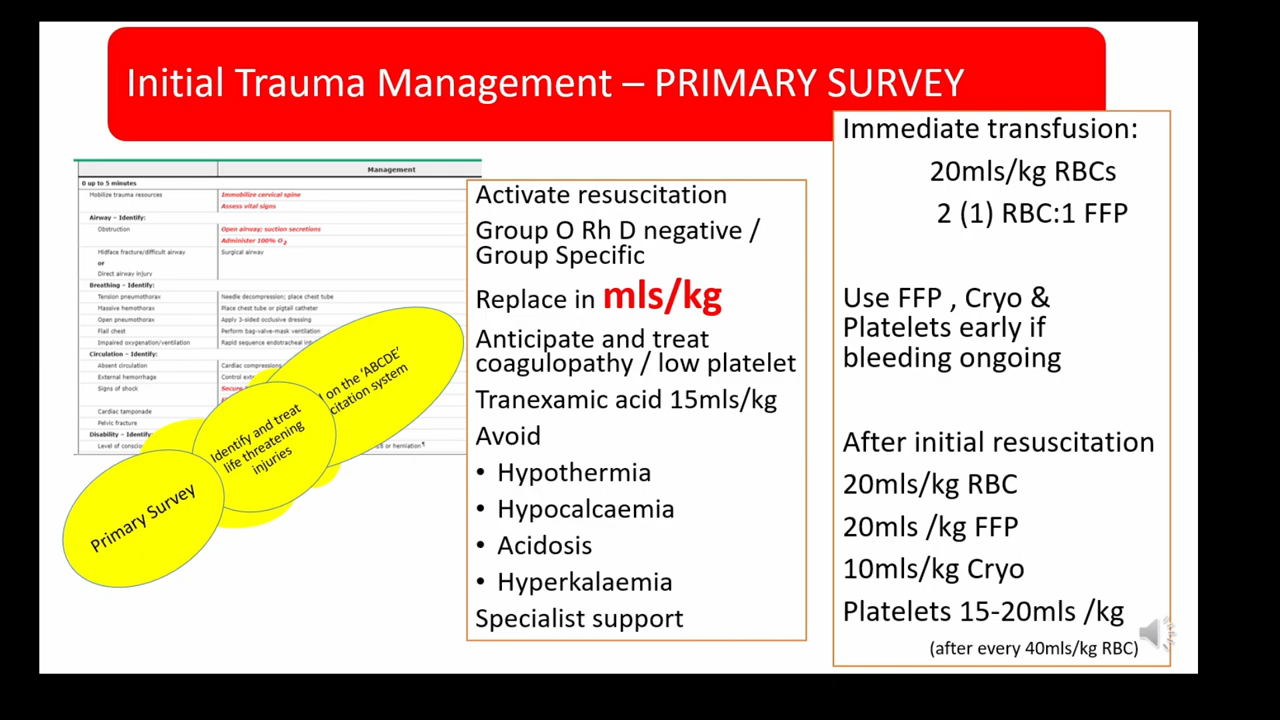 Initial Trauma Management – PRIMARY SURVEY
Management
0 up to 5 minutes
Mobilize trauma resources
Immobilize cervical spine
Assess vital signs
Airway – Identify:
Obstruction
Open airway; suction secretions
Administer 100% O2
Midface fracture/difficult airway
Surgical airway
or
Direct airway injury
Breathing – Identify:
Tension pneumothorax
Needle decompression; place chest tube
Massive hemothorax
Place chest tube or pigtail catheter
Open pneumothorax
Apply 3-sided occlusive dressing
Flail chest
Perform bag-valve-mask ventilation
Impaired oxygenation/ventilation
Rapid sequence endotracheal
Circulation – Identify:
Absent circulation
Cardiac compressions
External hemorrhage
Control
Signs of shock
Secure
Cardiac tamponade
Pelvic fracture
Disability – Identify:
Level of
or herniation¶
on the 'ABCDE'
citation system
Identify and treat
life threatening
injuries
Primary Survey
Activate resuscitation
Group O Rh D negative /
Group Specific
Replace in mls/kg
Anticipate and treat
coagulopathy / low platelet
Tranexamic acid 15mls/kg
Avoid
• Hypothermia
• Hypocalcaemia
• Acidosis
• Hyperkalaemia
Specialist support
Immediate transfusion:
20mls/kg RBCs
2 (1) RBC:1 FFP
Use FFP , Cryo &
Platelets early if
bleeding ongoing
After initial resuscitation
20mls/kg RBC
20mls /kg FFP
10mls/kg Cryo
Platelets 15-20mls /kg
(after every 40mls/kg RBC)